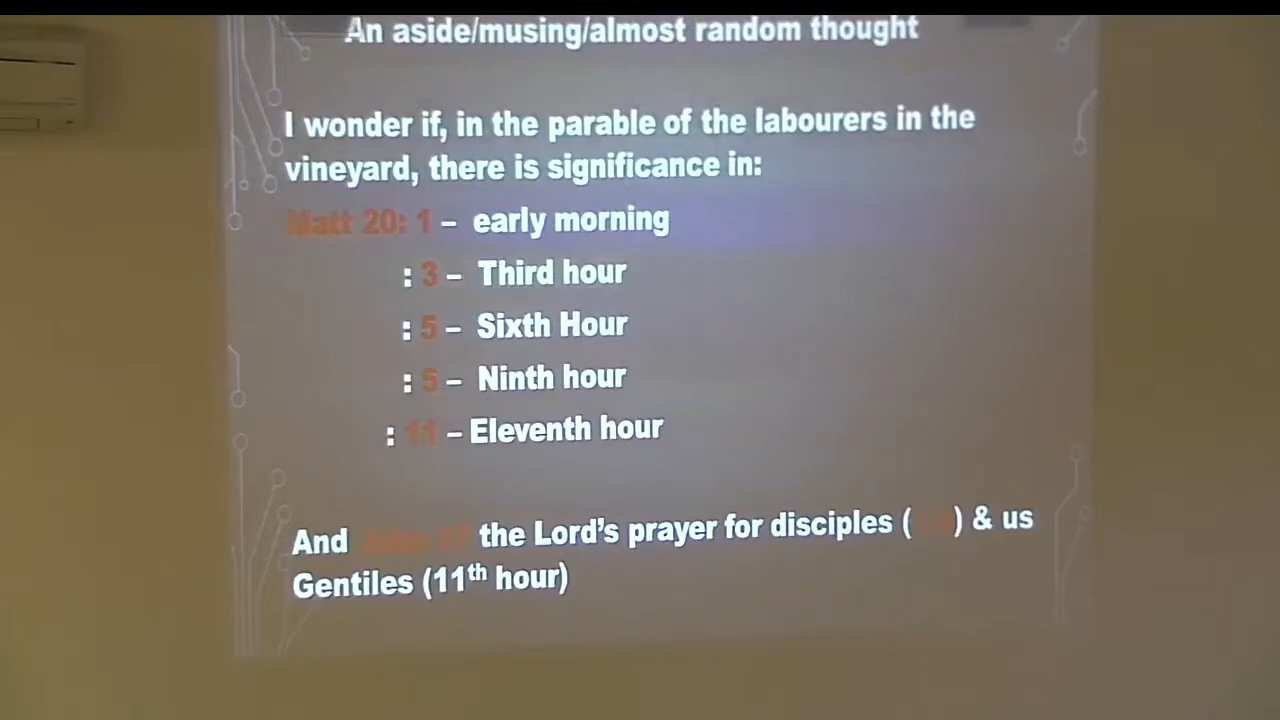 An aside/musing/almost random thought
I wonder if, in the parable of the labourers in the
vineyard, there is significance in:
Matt 20: 1 – early morning
: 3 – Third hour
: 5 – Sixth Hour
: 5 – Ninth hour
: 11 – Eleventh hour
And the Lord's prayer for disciples ( ) & us
Gentiles (11th hour)